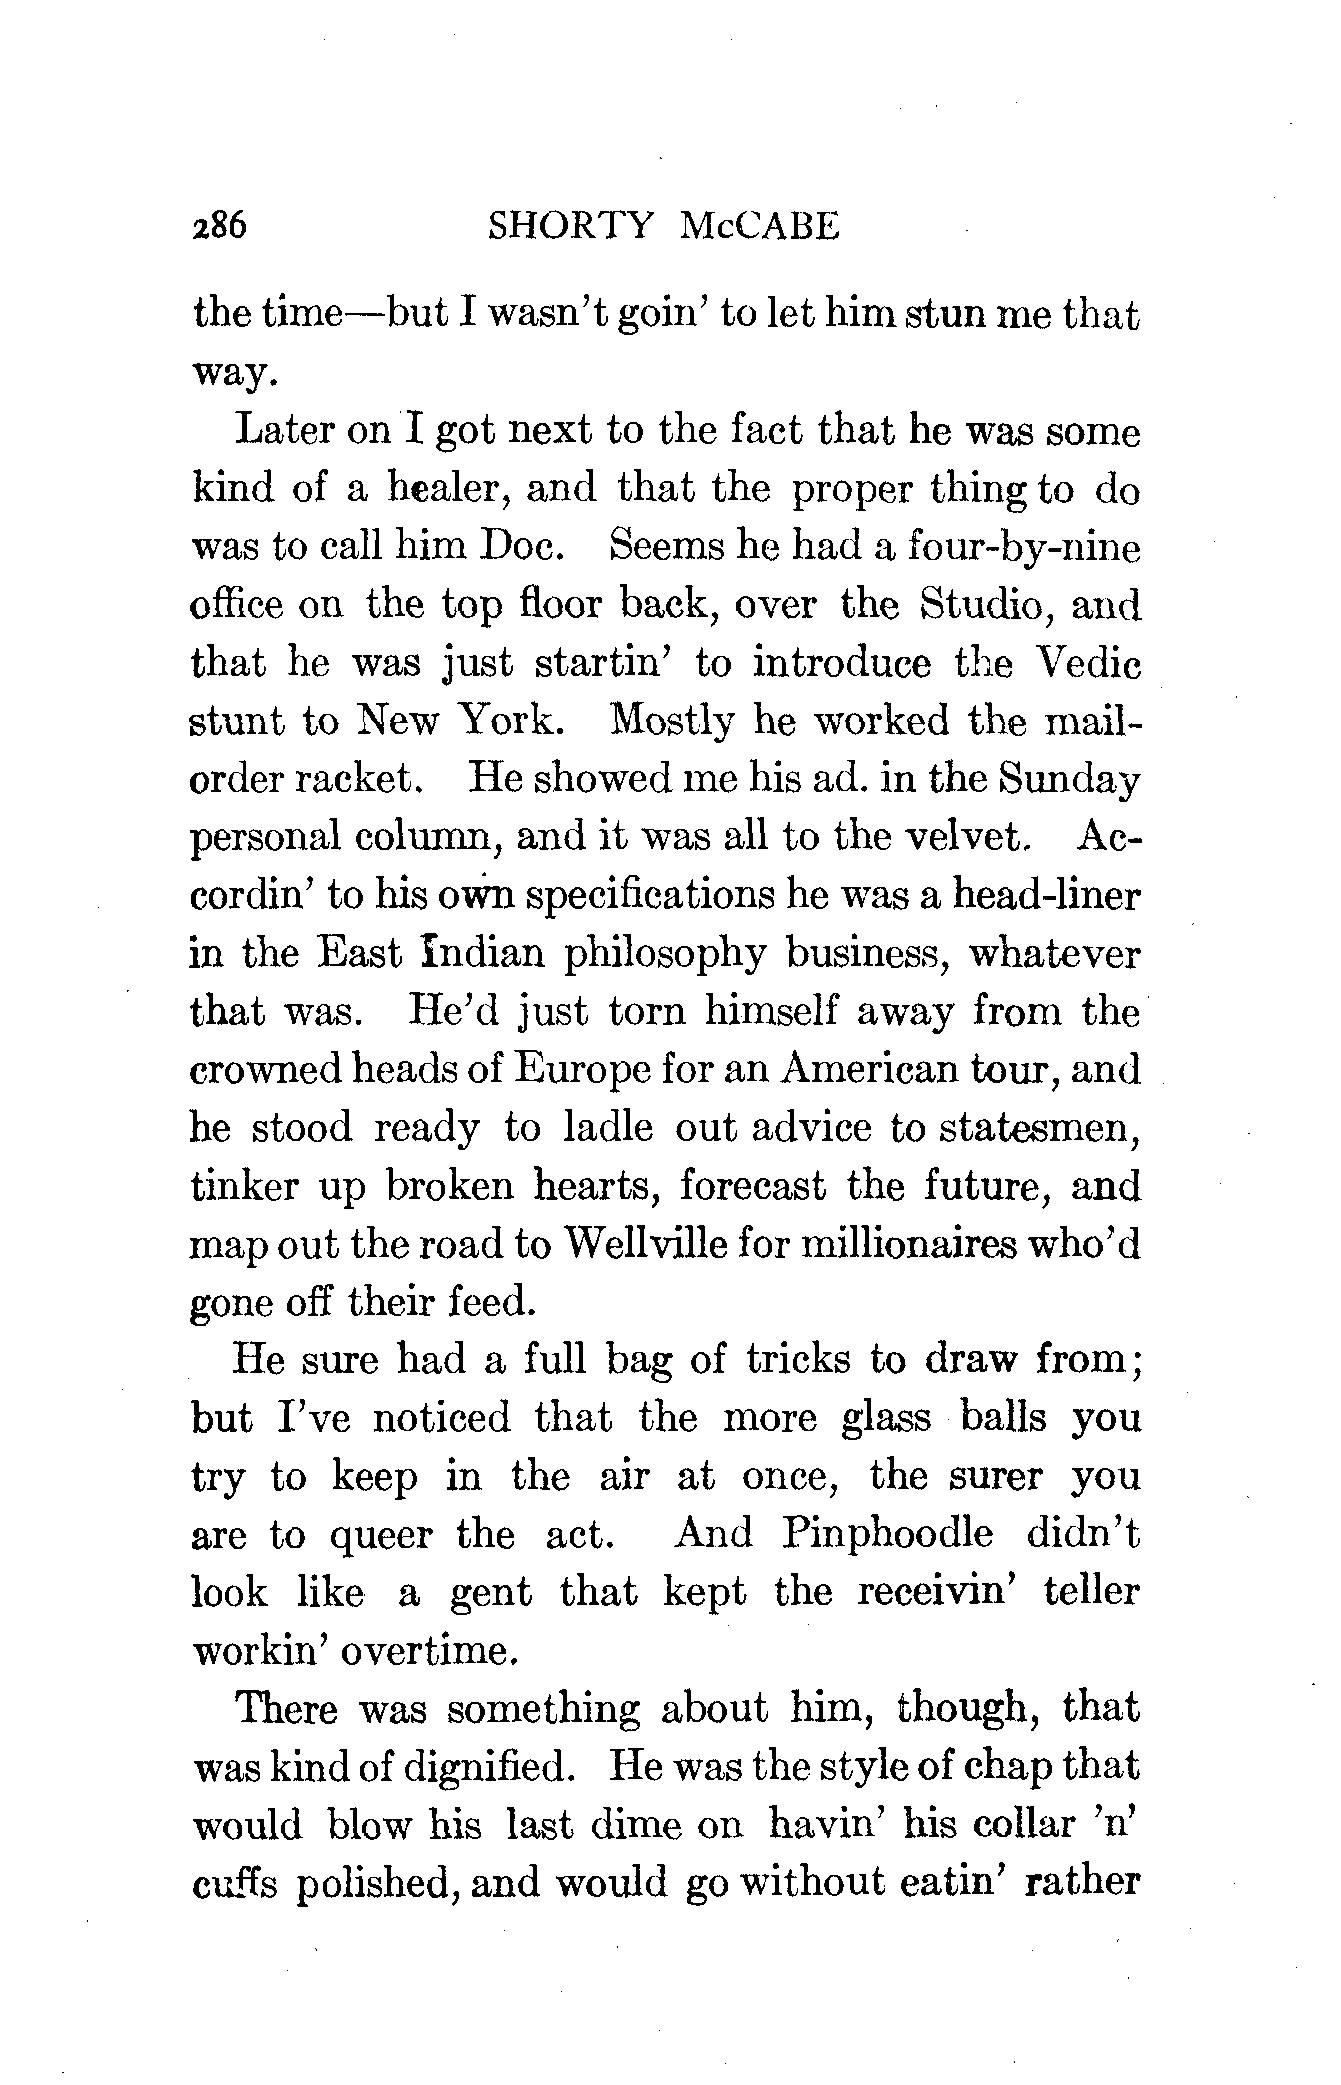 286 SHORTY McCABE
the time—but I wasn't goin' to let him stun me that
way.
Later on I got next to the fact that he was some
kind of a healer, and that the proper thing to do
was to call him Doc. Seems he had a four-by-nine
office on the top floor back, over the Studio, and
that he was just startin' to introduce the Vedic
stunt to New York. Mostly he worked the mail-
order racket. He showed me his ad. in the Sunday
personal column, and it was all to the velvet. Ac-
cordin' to his own specifications he was a head-liner
in the East Indian philosophy business, whatever
that was. He'd just torn himself away from the
crowned heads of Europe for an American tour, and
he stood ready to ladle out advice to statesmen,
tinker up broken hearts, forecast the future, and
map out the road to Wellville for millionaires who'd
gone off their feed.
He sure had a full bag of tricks to draw from;
but I've noticed that the more glass balls you
try to keep in the air at once, the surer you
are to queer the act. And Pinphoodle didn't
look like a gent that kept the receivin' teller
workin' overtime.
There was something about him, though, that
was kind of dignified. He was the style of chap that
would blow his last dime on havin' his collar 'n'
cuffs polished, and would go without eatin' rather